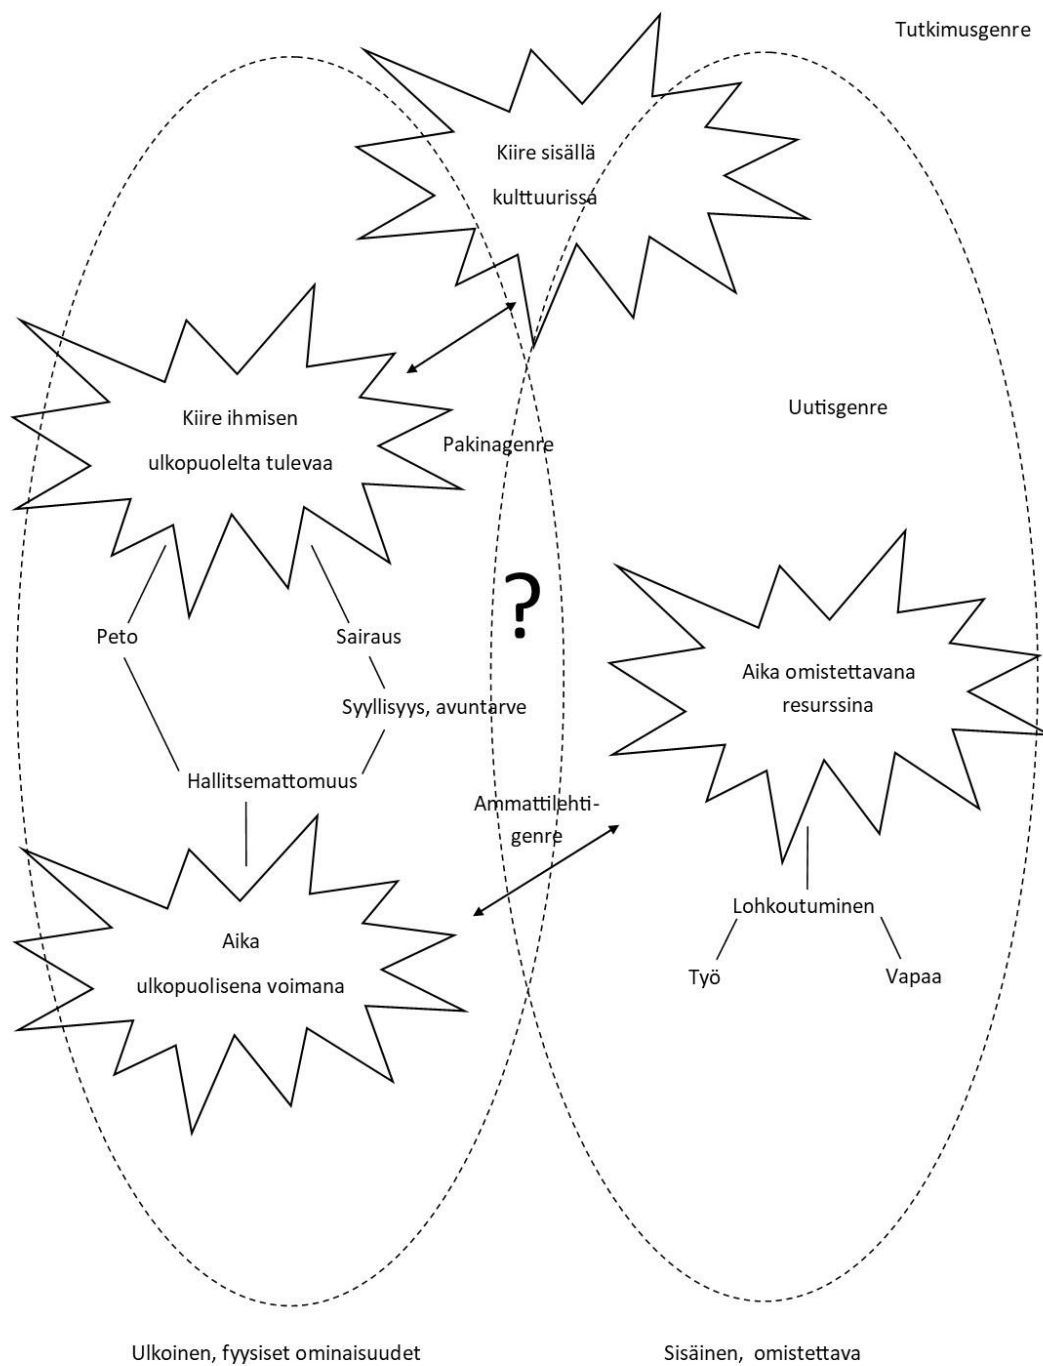 Tutkimusgenre
Kiire sisällä
kulttuurissa
Uutisgenre
Kiire ihmisen
ulkopuolelta tulevaa
Pakinagenre
?
Peto
Sairaus
Syyllisyys, avuntarve
Hallitsemattomuus
Aika omistettavana
resurssina
Ammattilehti-
genre
Lohkoutuminen
Työ
Vapaa
Aika
ulkopuolisena voimana
Ulkoinen, fyysiset ominaisuudet
Sisäinen, omistettava